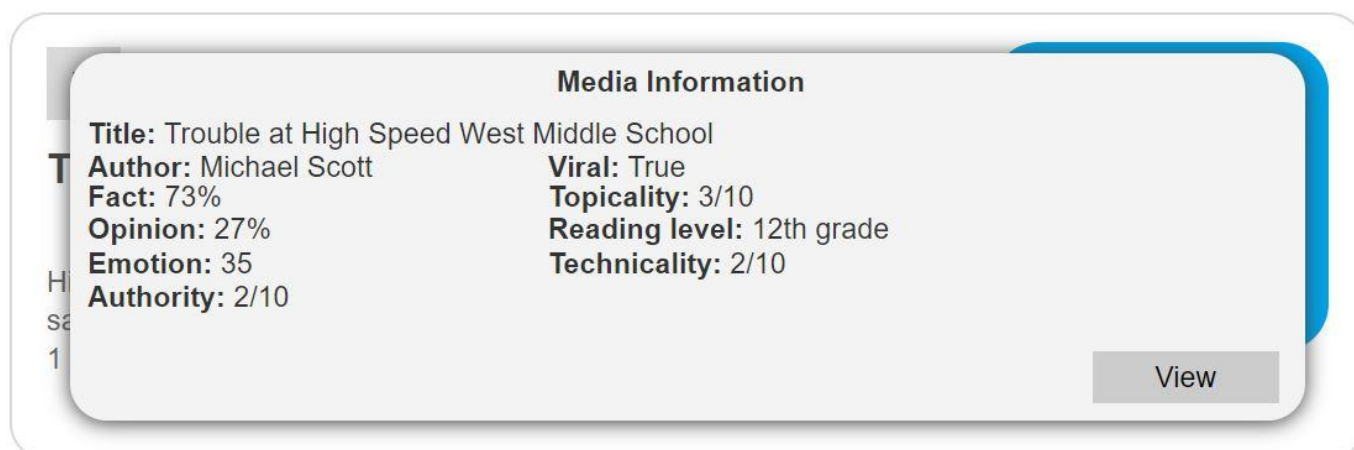 Media Information
Title: Trouble at High Speed West Middle School
Author: Michael Scott
Viral: True
Fact: 73%
Topicality: 3/10
Opinion: 27%
Reading level: 12th grade
Emotion: 35
Technicality: 2/10
Authority: 2/10
View